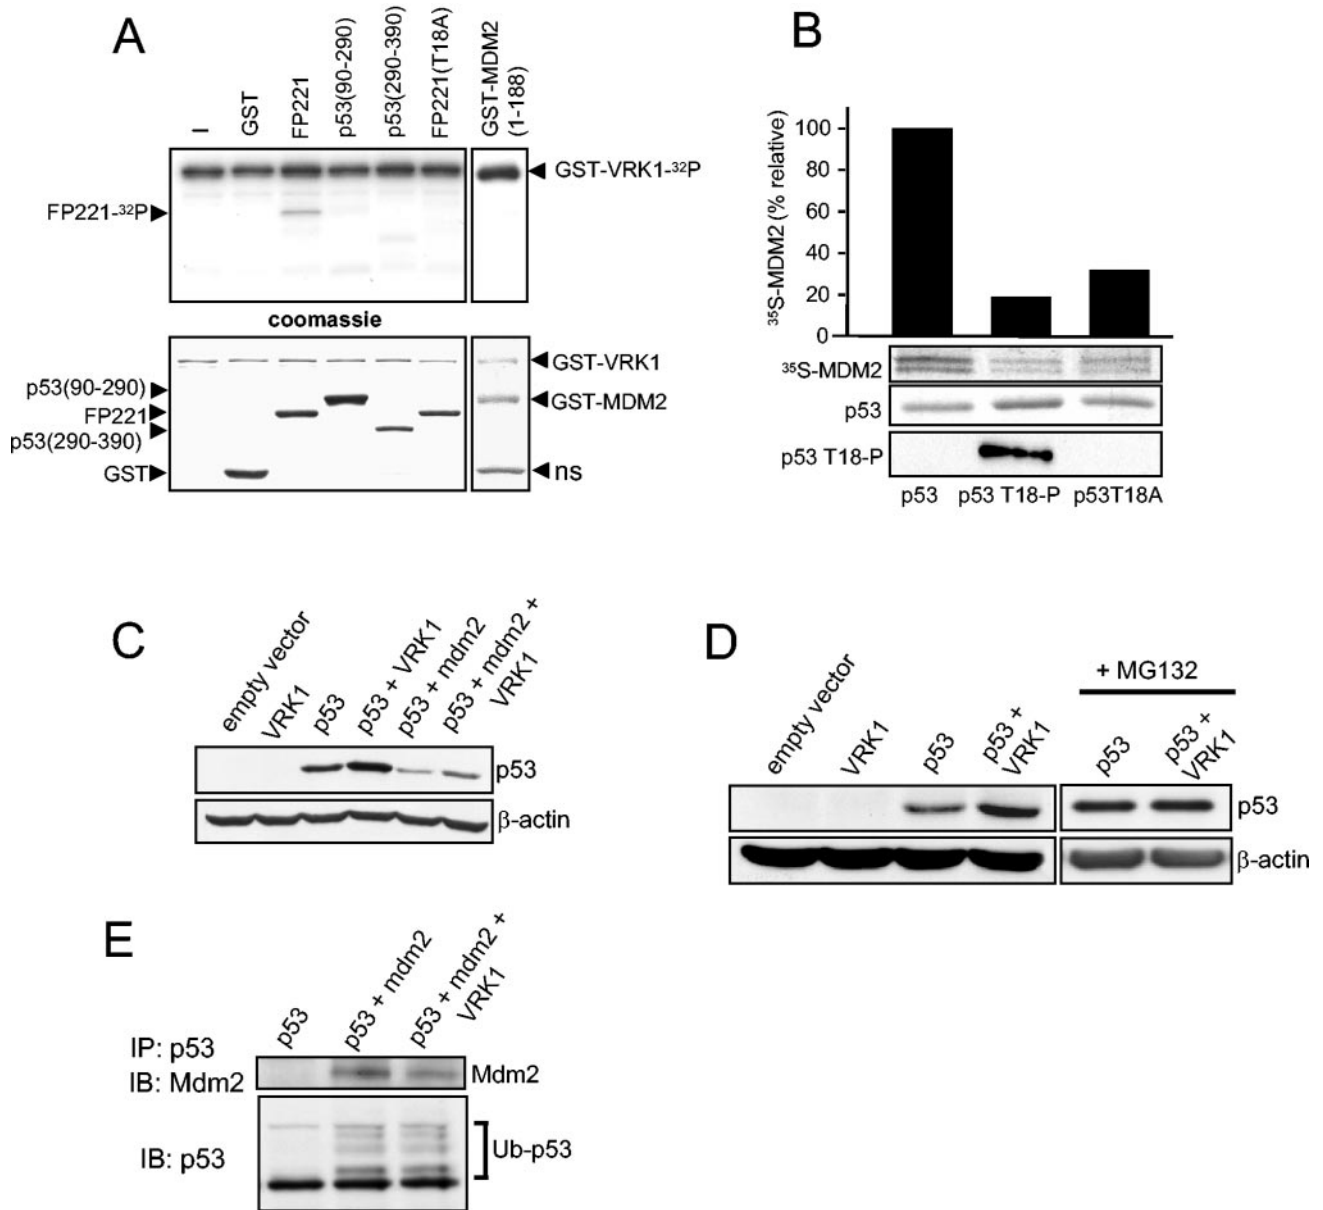 A
–
GST
FP221
p53(90-290)
p53(290-390)
FP221(T18A)
GST-MDM2
(1-188)
GST-VRK1-³²P
FP221-³²P
coomassie
GST-VRK1
p53(90-290)
GST-MDM2
FP221
p53(290-390)
GST
ns
B
³⁵S-MDM2 (% relative)
100
80
60
40
20
0
³⁵S-MDM2
p53
p53 T18-P
p53
p53 T18-P
p53T18A
C
empty vector
VRK1
p53
p53 + VRK1
p53 + mdm2
p53 + mdm2 +
VRK1
p53
β-actin
D
empty vector
VRK1
p53
p53 +
VRK1
+ MG132
p53
p53 +
VRK1
p53
β-actin
E
p53
p53 + mdm2
p53 + mdm2 +
VRK1
IP: p53
IB: Mdm2
Mdm2
IB: p53
Ub-p53